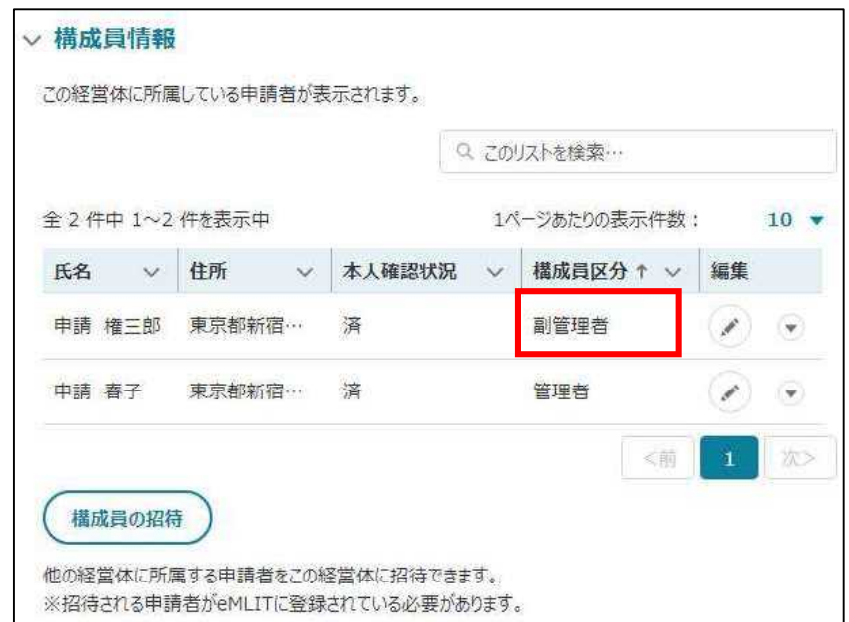 構成員情報
この経営体に所属している申請者が表示されます。
このリストを検索…
全 2 件中 1～2 件を表示中 1ページあたりの表示件数： 10
氏名 住所 本人確認状況 構成員区分 ↑ 編集
申請 権三郎 東京都新宿… 済 副管理者
申請 春子 東京都新宿… 済 管理者
<前 1 次>
構成員の招待
他の経営体に所属する申請者をこの経営体に招待できます。
※招待される申請者がeMLITに登録されている必要があります。